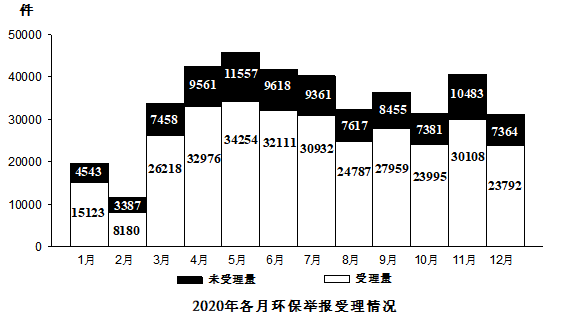 件
50000
40000
30000
20000
10000
0
4543 3387 7458 9561 11557 9618 9361 7617 8455 7381 10483 7364
15123 8180 26218 32976 34254 32111 30932 24787 27959 23995 30108 23792
1月 2月 3月 4月 5月 6月 7月 8月 9月 10月 11月 12月
未受理量 受理量
2020年各月环保举报受理情况